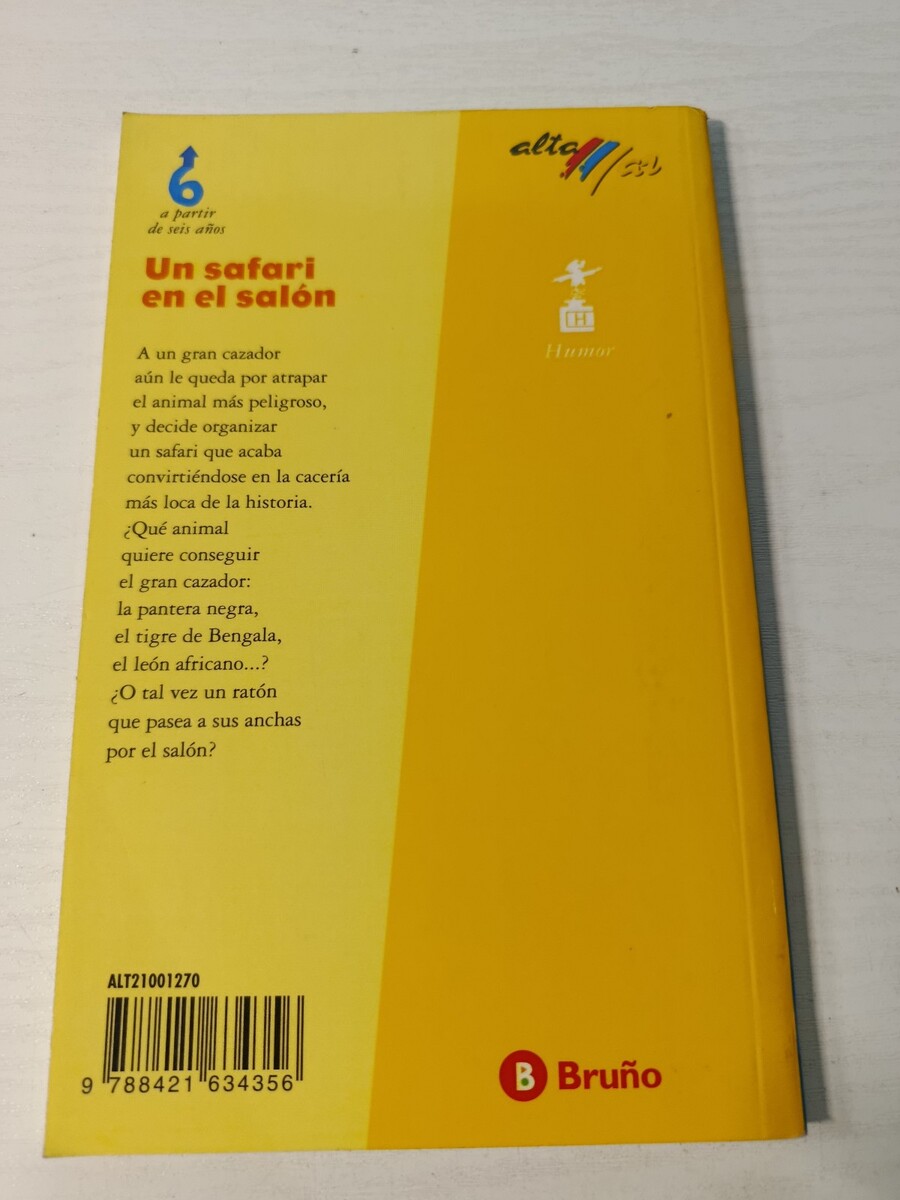 6
a partir
de seis años
alta
Un safari
en el salón
H
Humor
A un gran cazador
aún le queda por atrapar
el animal más peligroso,
y decide organizar
un safari que acaba
convirtiéndose en la cacería
más loca de la historia.
¿Qué animal
quiere conseguir
el gran cazador:
la pantera negra,
el tigre de Bengala,
el león africano...?
¿O tal vez un ratón
que pasea a sus anchas
por el salón?
ALT21001270
9 788421 634356
B Bruño